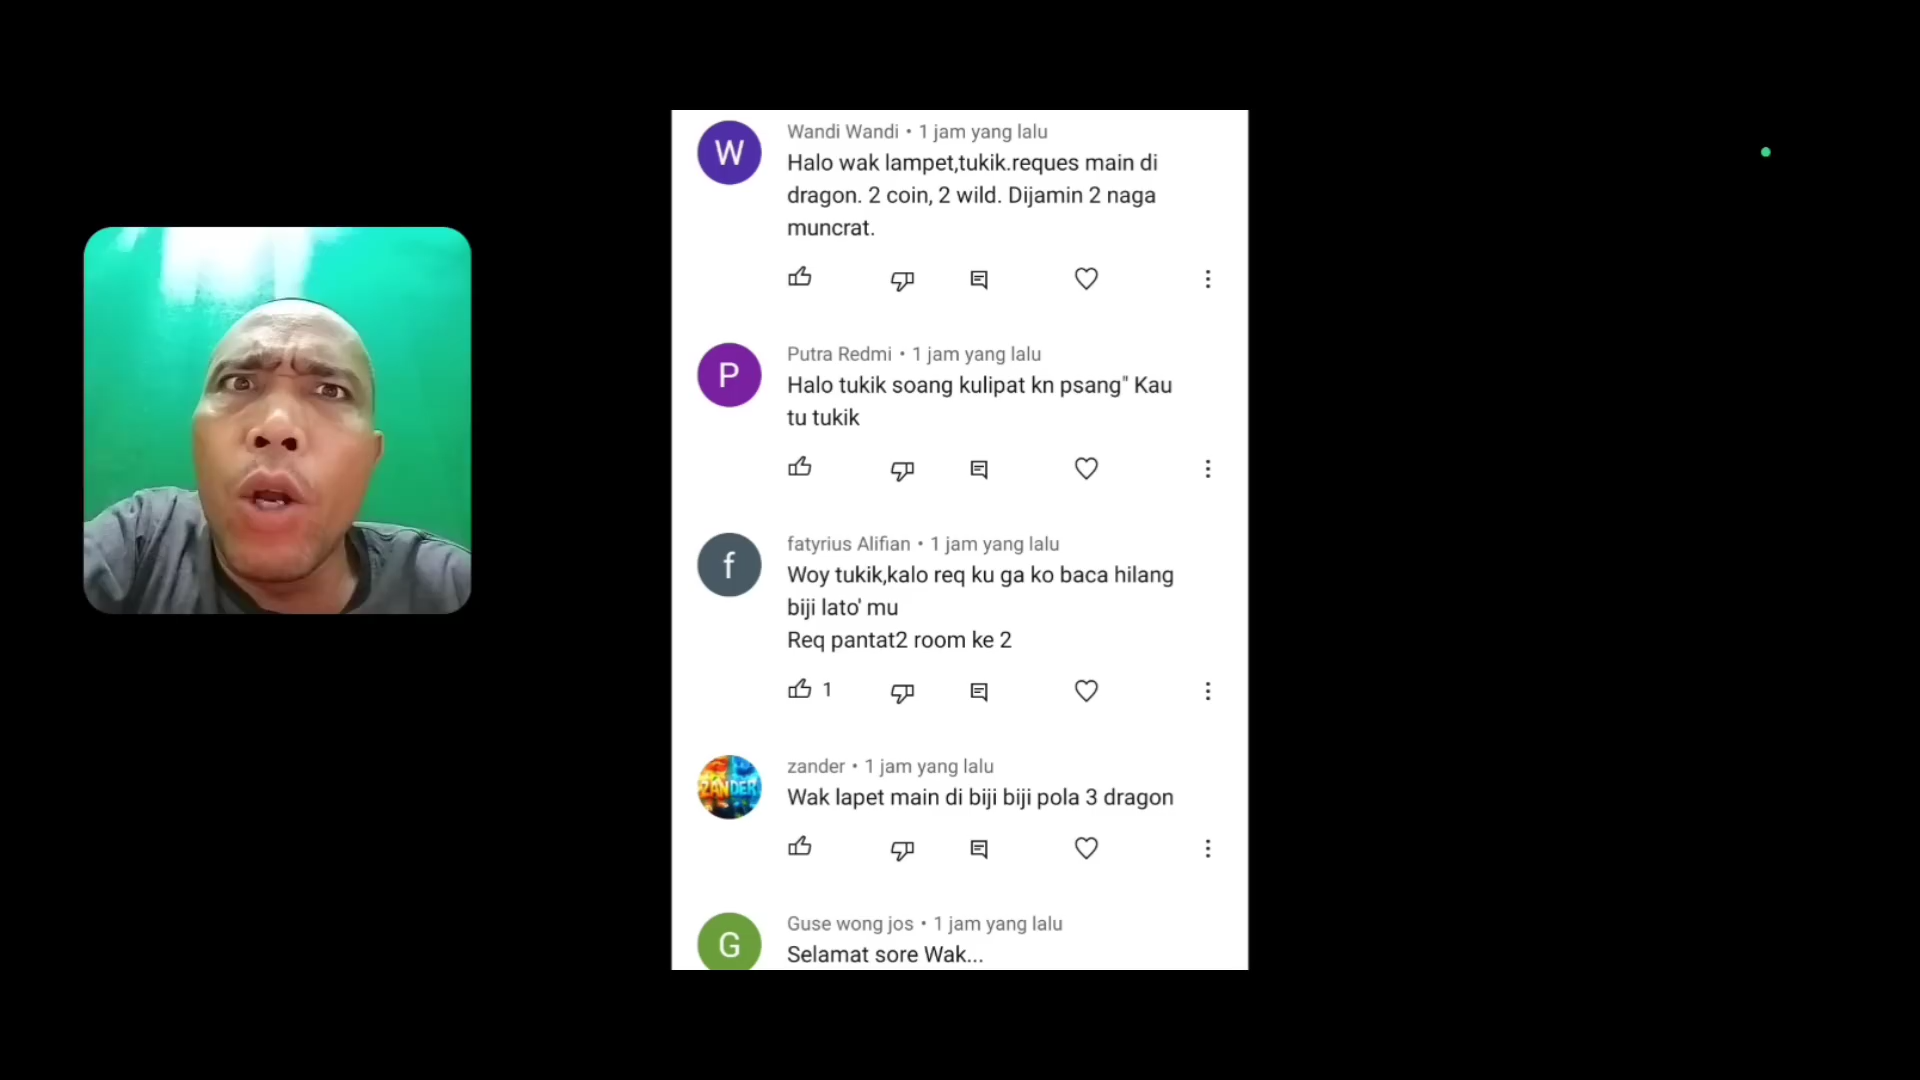 W
Wandi Wandi • 1 jam yang lalu
Halo wak lampet,tukik.reques main di
dragon. 2 coin, 2 wild. Dijamin 2 naga
muncrat.
P
Putra Redmi • 1 jam yang lalu
Halo tukik soang kulipat kn psang" Kau
tu tukik
f
fatyrius Alifian • 1 jam yang lalu
Woy tukik,kalo req ku ga ko baca hilang
biji lato' mu
Req pantat2 room ke 2
1
ZANDER
zander • 1 jam yang lalu
Wak lapet main di biji biji pola 3 dragon
G
Guse wong jos • 1 jam yang lalu
Selamat sore Wak...